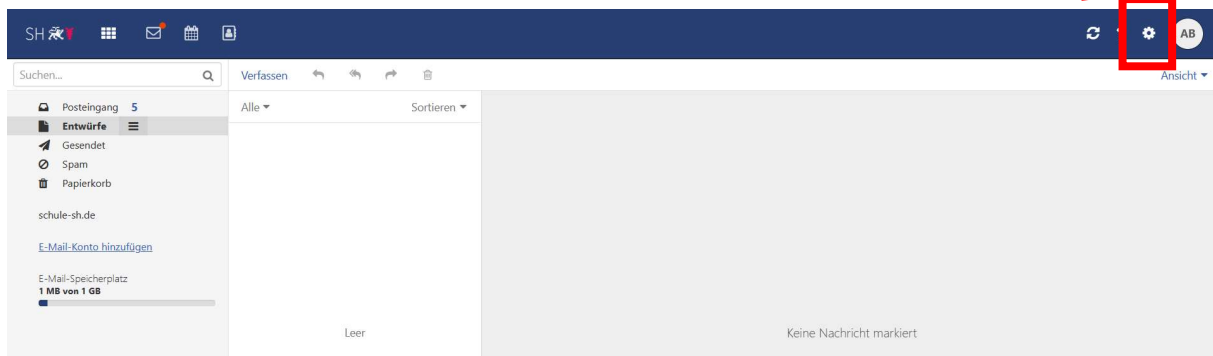 SH
AB
Suchen...
Verfassen
Ansicht
Posteingang 5
Entwürfe
Gesendet
Spam
Papierkorb
schule-sh.de
E-Mail-Konto hinzufügen
E-Mail-Speicherplatz
1 MB von 1 GB
Alle
Sortieren
Leer
Keine Nachricht markiert